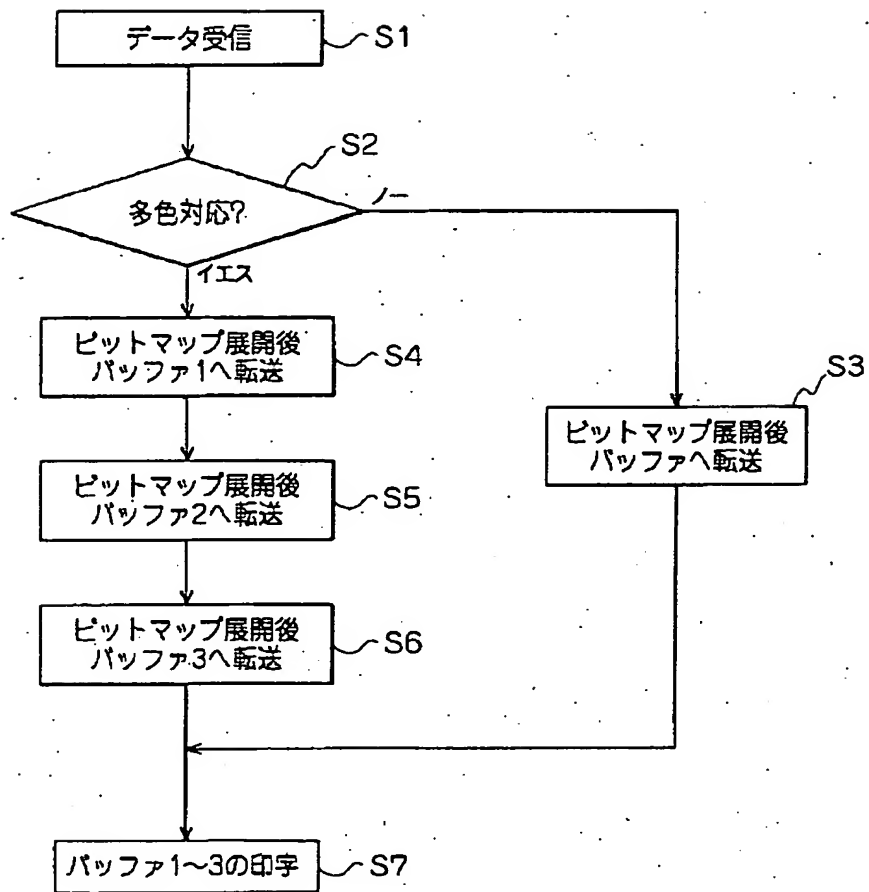 データ受信
S1
S2
多色対応?
ノー
イエス
ビットマップ展開後
バッファ1へ転送
S4
S3
ビットマップ展開後
バッファへ転送
ビットマップ展開後
バッファ2へ転送
S5
ビットマップ展開後
バッファ3へ転送
S6
バッファ1〜3の印字
S7